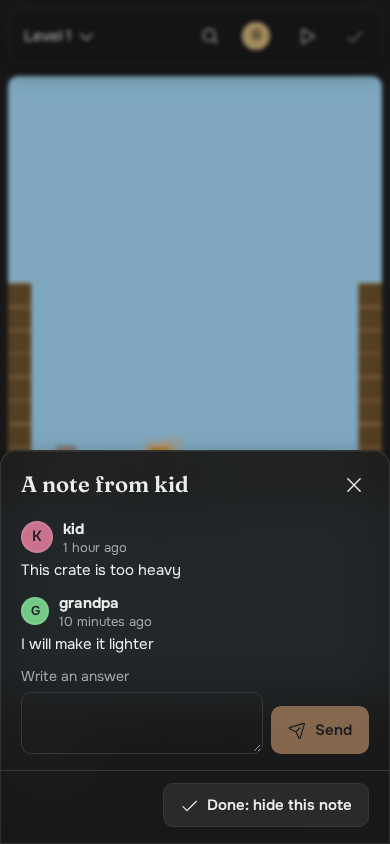 Level 1
A note from kid
K
kid
1 hour ago
This crate is too heavy
G
grandpa
10 minutes ago
I will make it lighter
Write an answer
Send
Done: hide this note